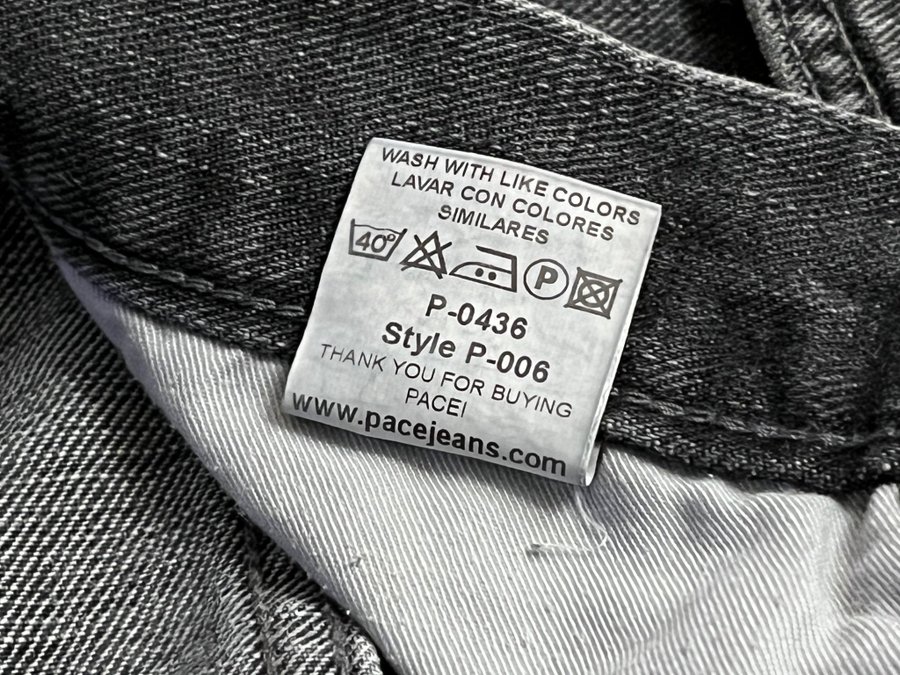 WASH WITH LIKE COLORS
LAVAR CON COLORES
SIMILARES
40° P
P-0436
Style P-006
THANK YOU FOR BUYING
PACE!
www.pacejeans.com